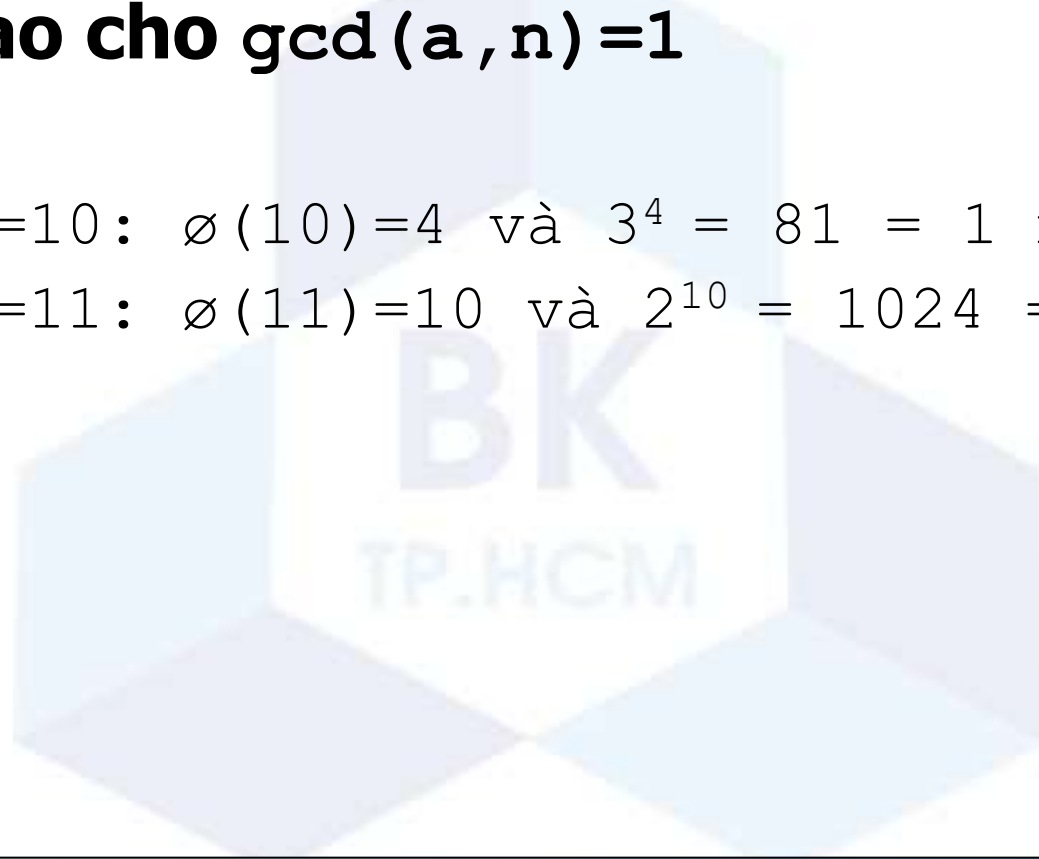 ao cho gcd(a,n)=1
=10: ø(10)=4 và 3⁴ = 81 = 1
=11: ø(11)=10 và 2¹⁰ = 1024 =
BK
TP.HCM